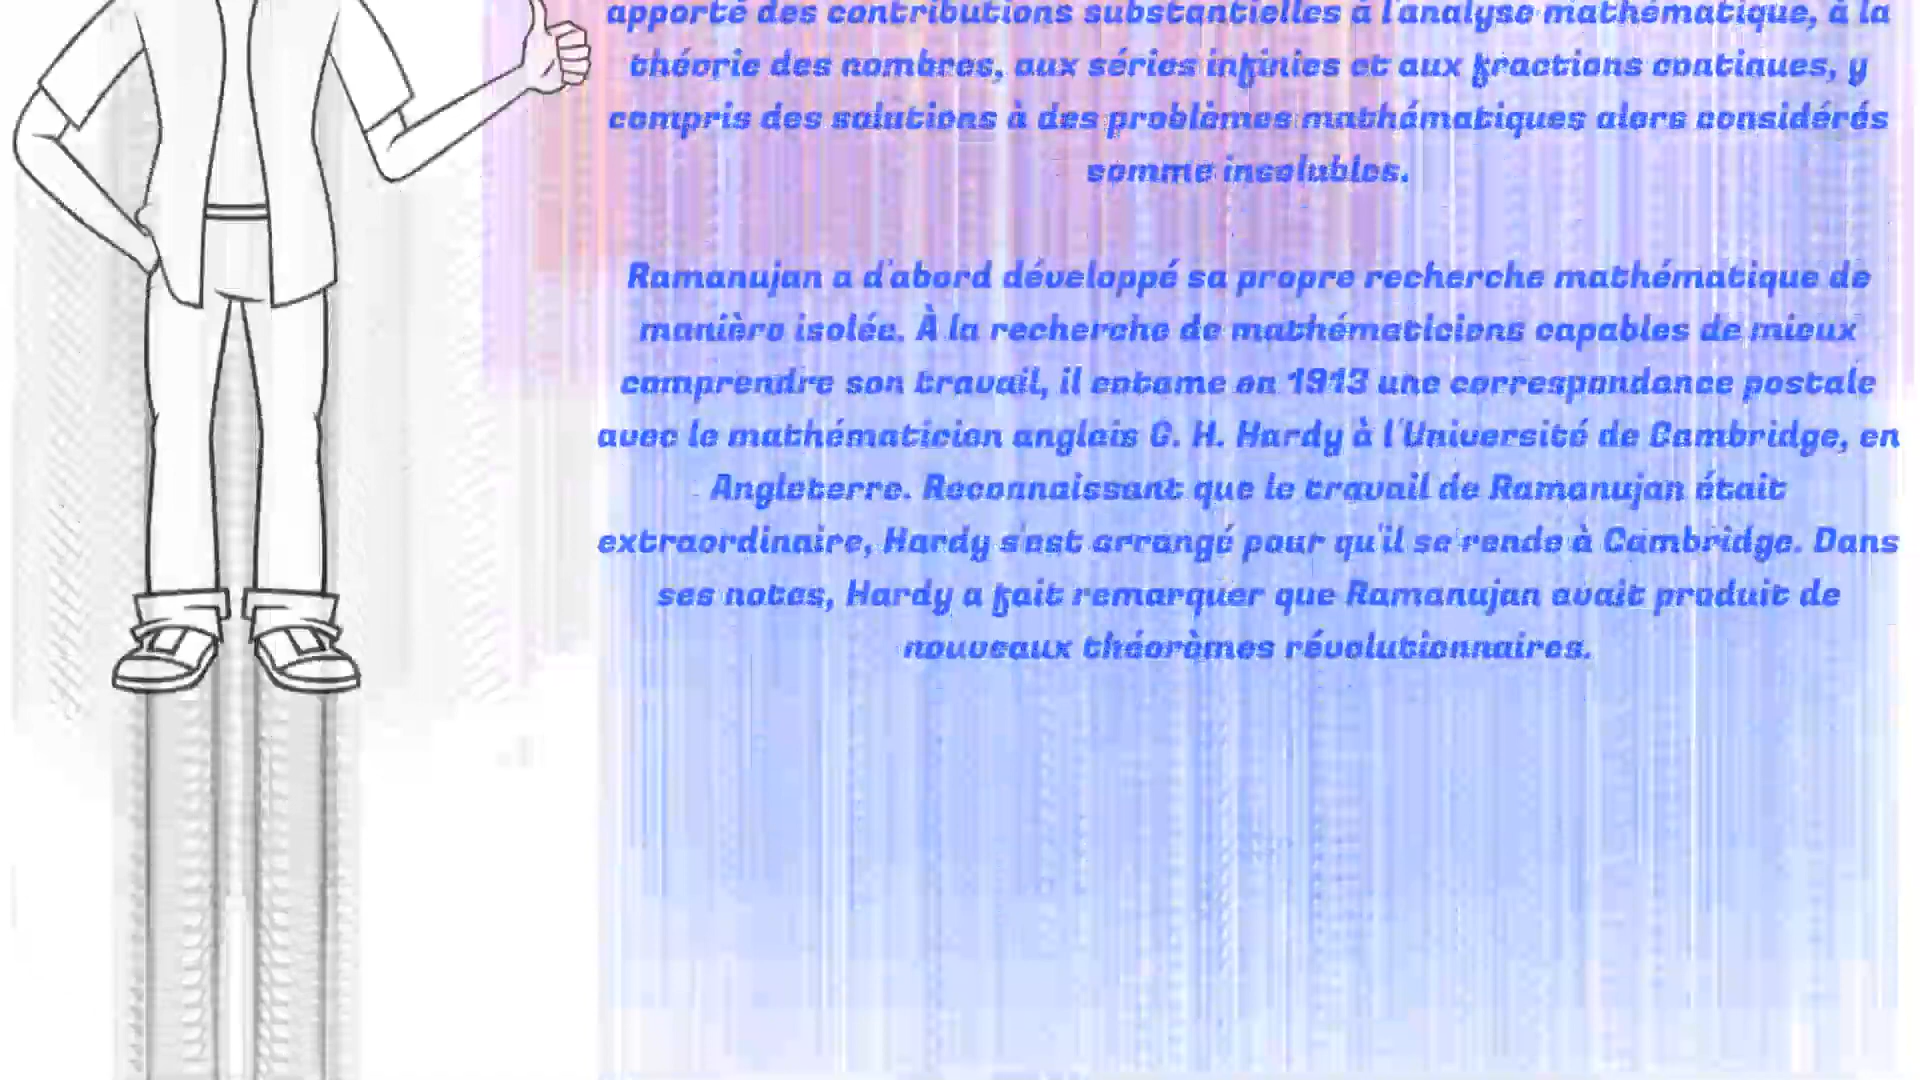 apporté des contributions substantielles à l'analyse mathématique, à la
théorie des nombres, aux séries infinies et aux fractions continues, y
compris des solutions à des problèmes mathématiques alors considérés
comme insolubles.
Ramanujan a d'abord développé sa propre recherche mathématique de
manière isolée. À la recherche de mathématiciens capables de mieux
comprendre son travail, il entame en 1913 une correspondance postale
avec le mathématicien anglais G. H. Hardy à l'Université de Cambridge, en
Angleterre. Reconnaissant que le travail de Ramanujan était
extraordinaire, Hardy s'est arrangé pour qu'il se rende à Cambridge. Dans
ses notes, Hardy a fait remarquer que Ramanujan avait produit de
nouveaux théorèmes révolutionnaires.